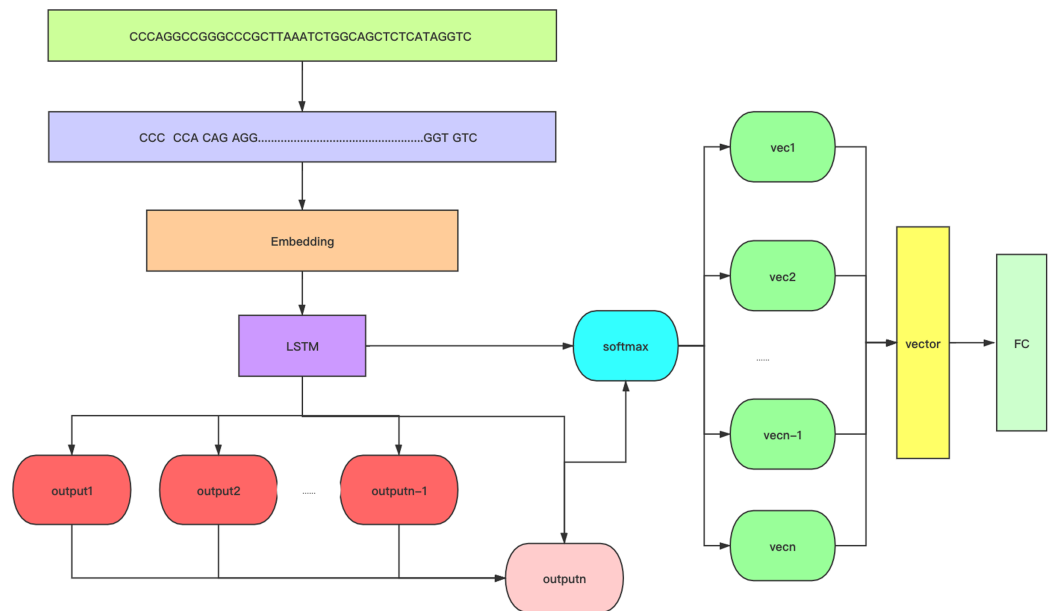 CCCAGGCCGGGCCCGCTTAAATCTGGCAGCTCTCATAGGTC
CCC CCA CAG AGG....................................................GGT GTC
Embedding
LSTM
softmax
output1
output2
......
outputn-1
outputn
vec1
vec2
......
vecn-1
vecn
vector
FC